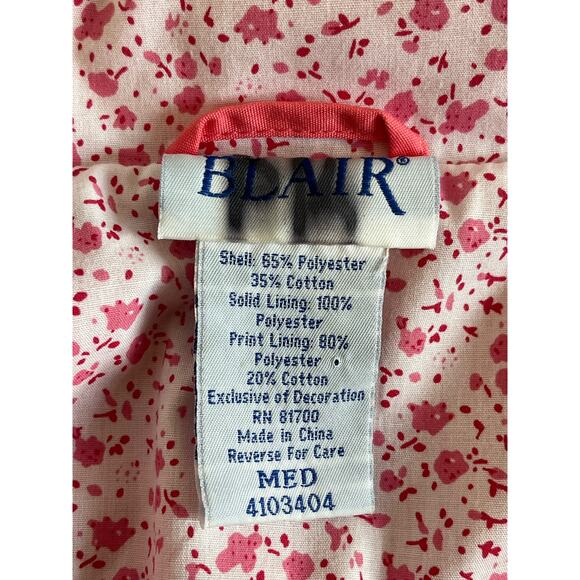 BLAIR®
Shell: 65% Polyester
35% Cotton
Solid Lining: 100%
Polyester
Print Lining: 80%
Polyester
20% Cotton
Exclusive of Decoration
RN 81700
Made in China
Reverse For Care
MED
4103404